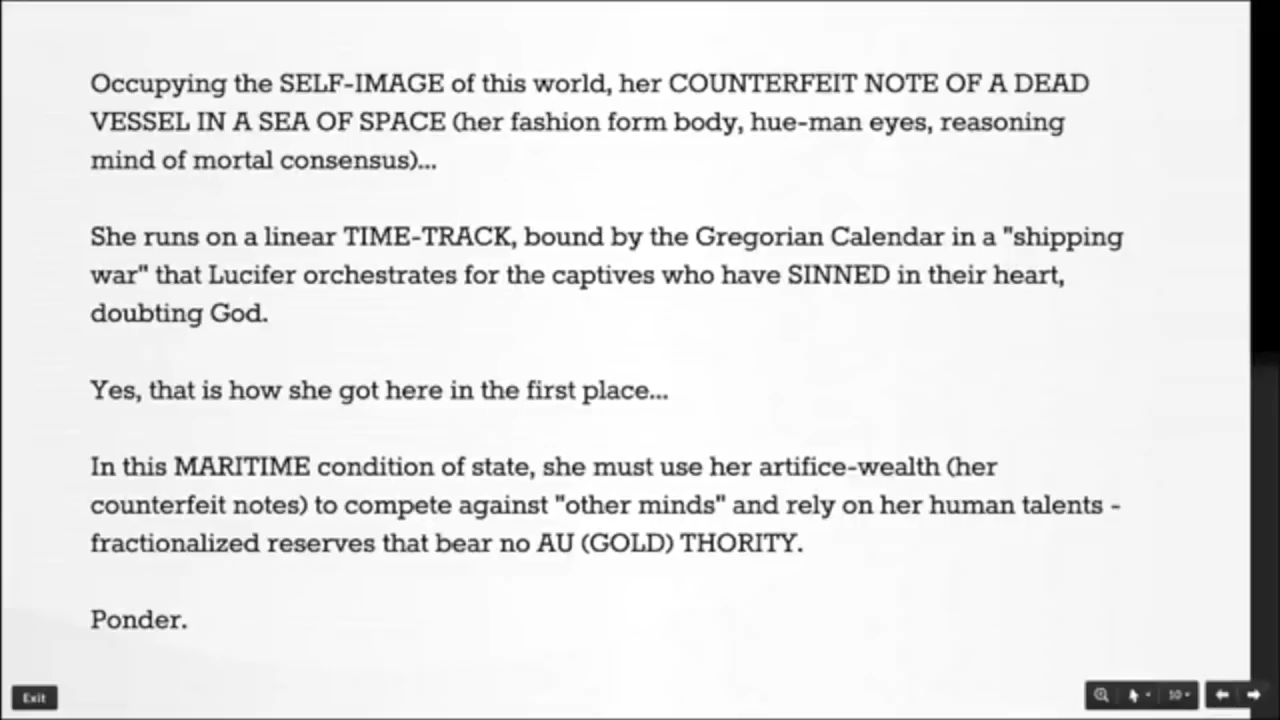 Occupying the SELF-IMAGE of this world, her COUNTERFEIT NOTE OF A DEAD
VESSEL IN A SEA OF SPACE (her fashion form body, hue-man eyes, reasoning
mind of mortal consensus)...
She runs on a linear TIME-TRACK, bound by the Gregorian Calendar in a "shipping
war" that Lucifer orchestrates for the captives who have SINNED in their heart,
doubting God.
Yes, that is how she got here in the first place...
In this MARITIME condition of state, she must use her artifice-wealth (her
counterfeit notes) to compete against "other minds" and rely on her human talents -
fractionalized reserves that bear no AU (GOLD) THORITY.
Ponder.
Exit
10